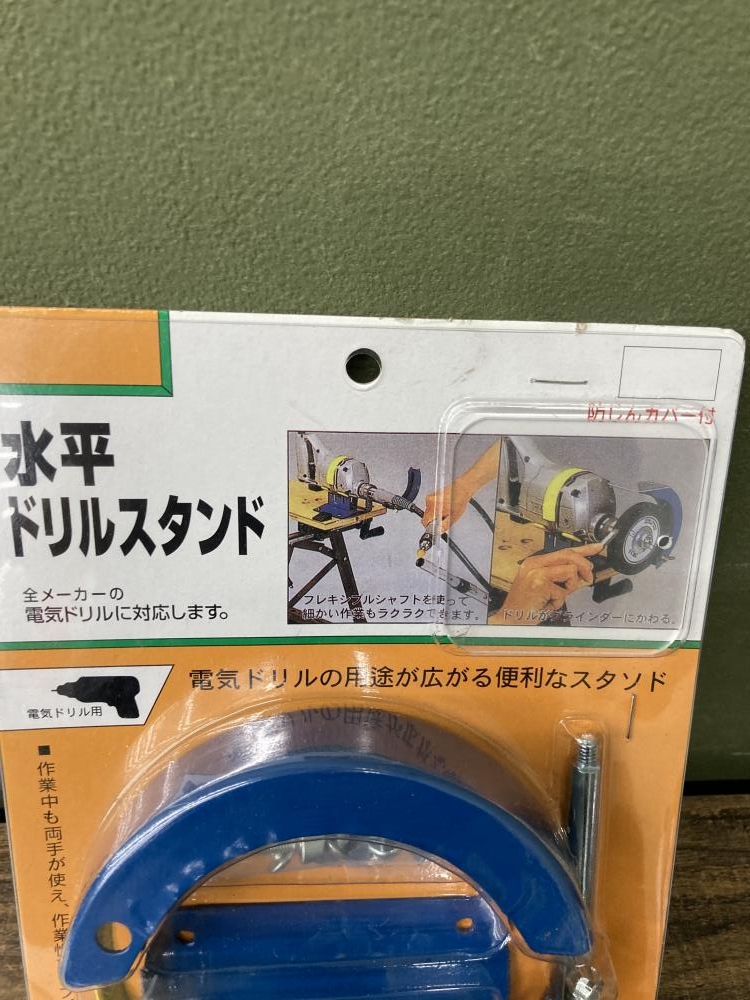 防じんカバー付
水平
ドリルスタンド
全メーカーの
電気ドリルに対応します。
フレキシブルシャフトを使って
細かい作業もラクラクできます。
ドリルがグラインダーにかわる。
電気ドリルの用途が広がる便利なスタンド
電気ドリル用
■作業中も両手が使え、作業